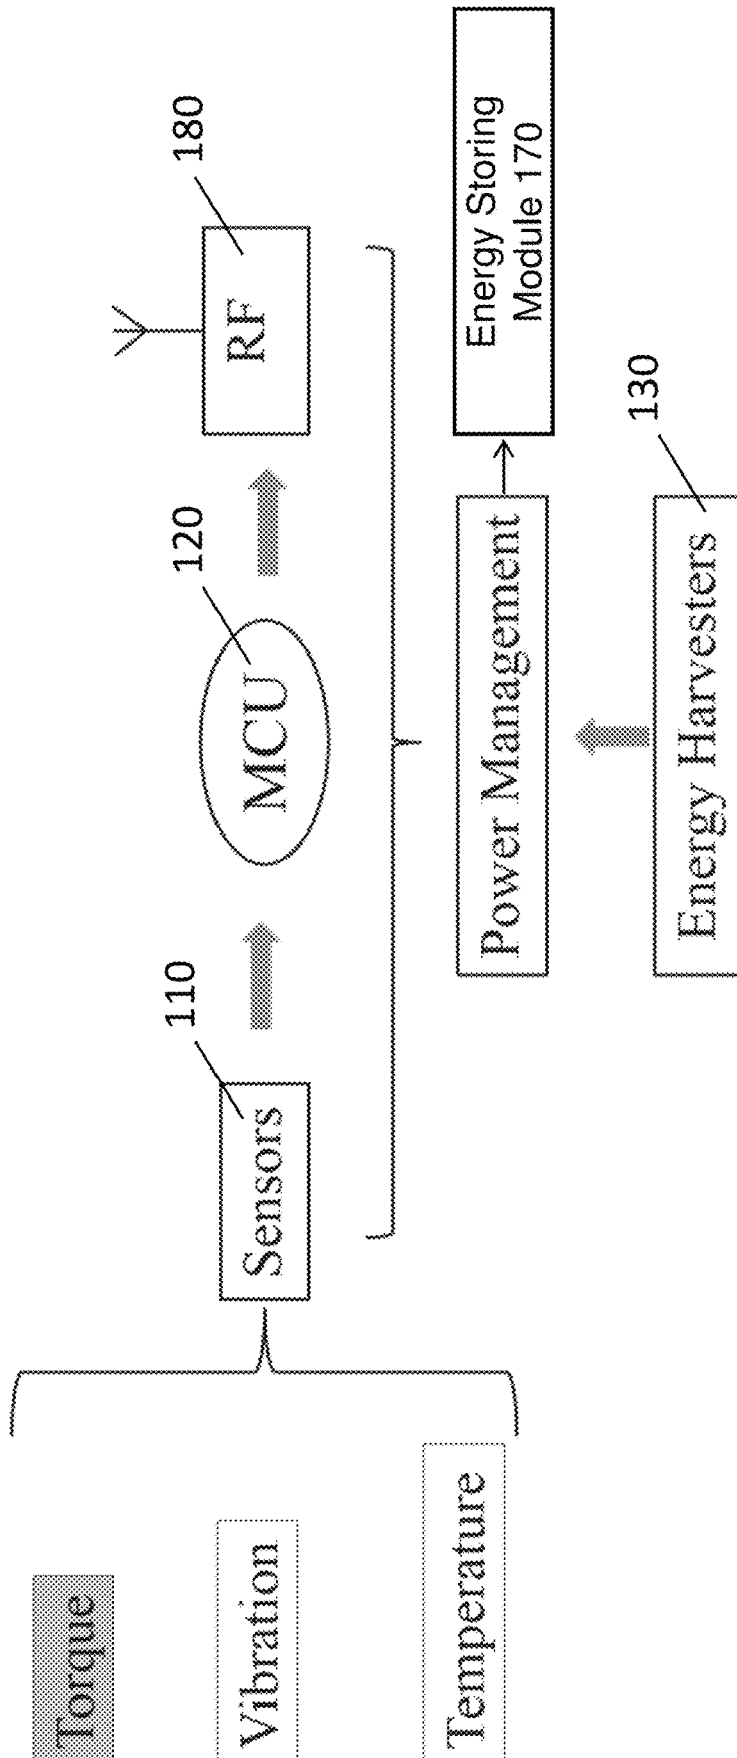 Torque
Vibration
Temperature
Sensors
110
MCU
120
RF
180
Power Management
Energy Storing
Module 170
Energy Harvesters
130